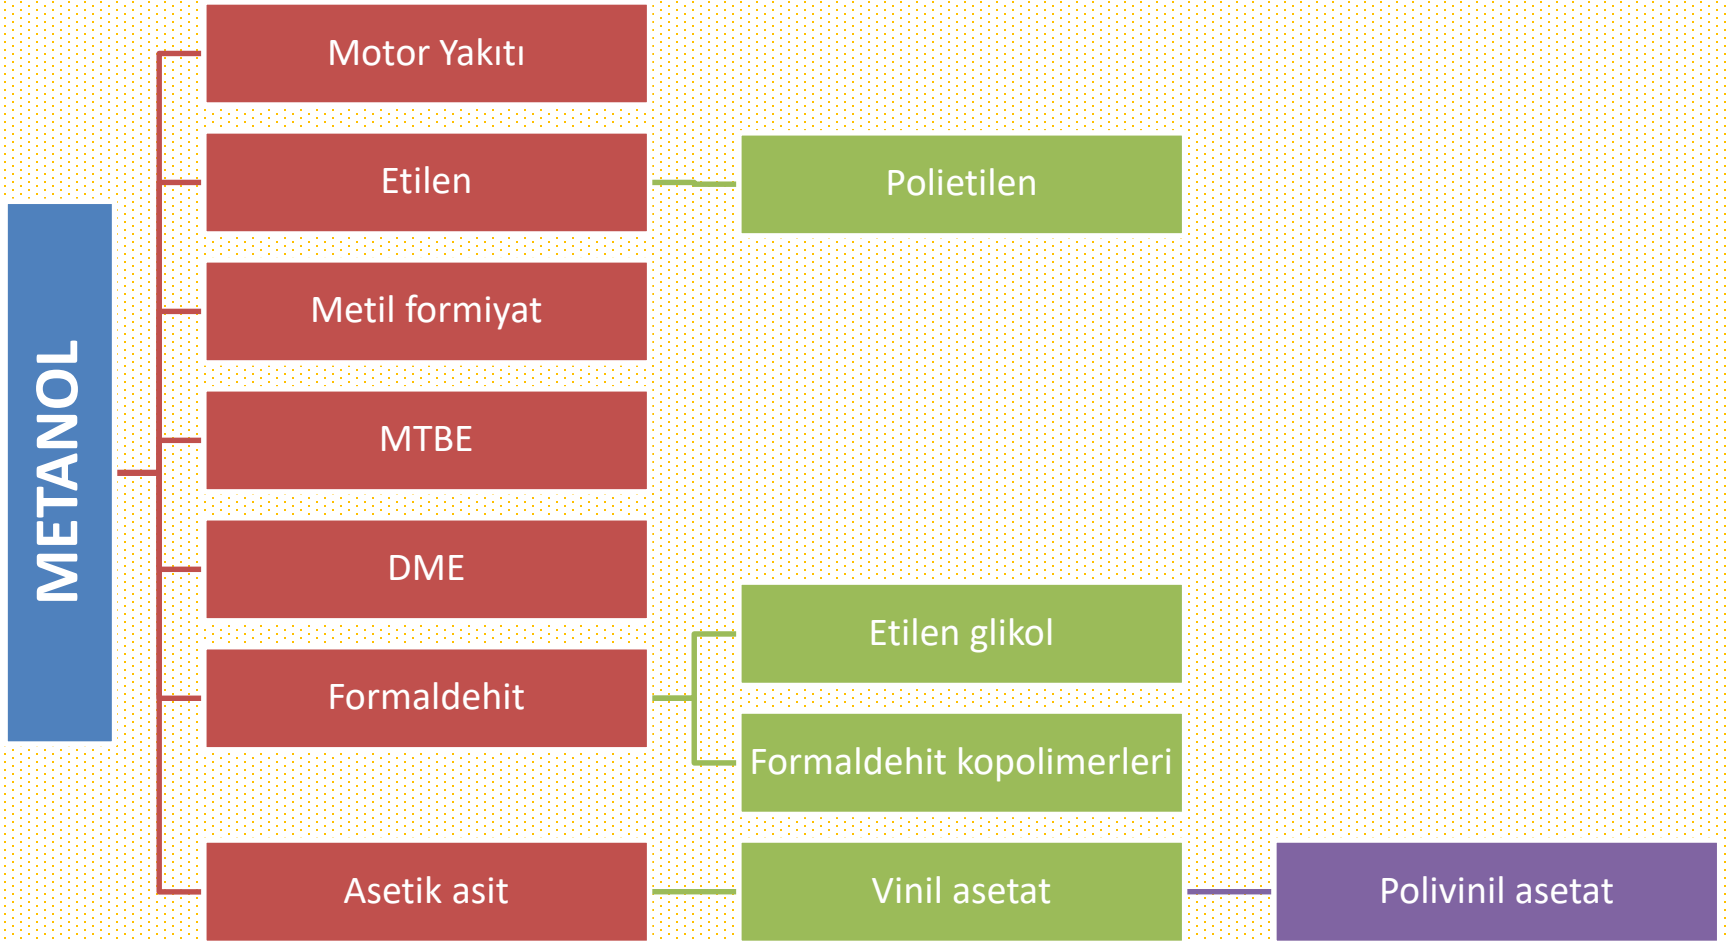 METANOL
Motor Yakıtı
Etilen
Polietilen
Metil formiyat
MTBE
DME
Formaldehit
Etilen glikol
Formaldehit kopolimerleri
Asetik asit
Vinil asetat
Polivinil asetat